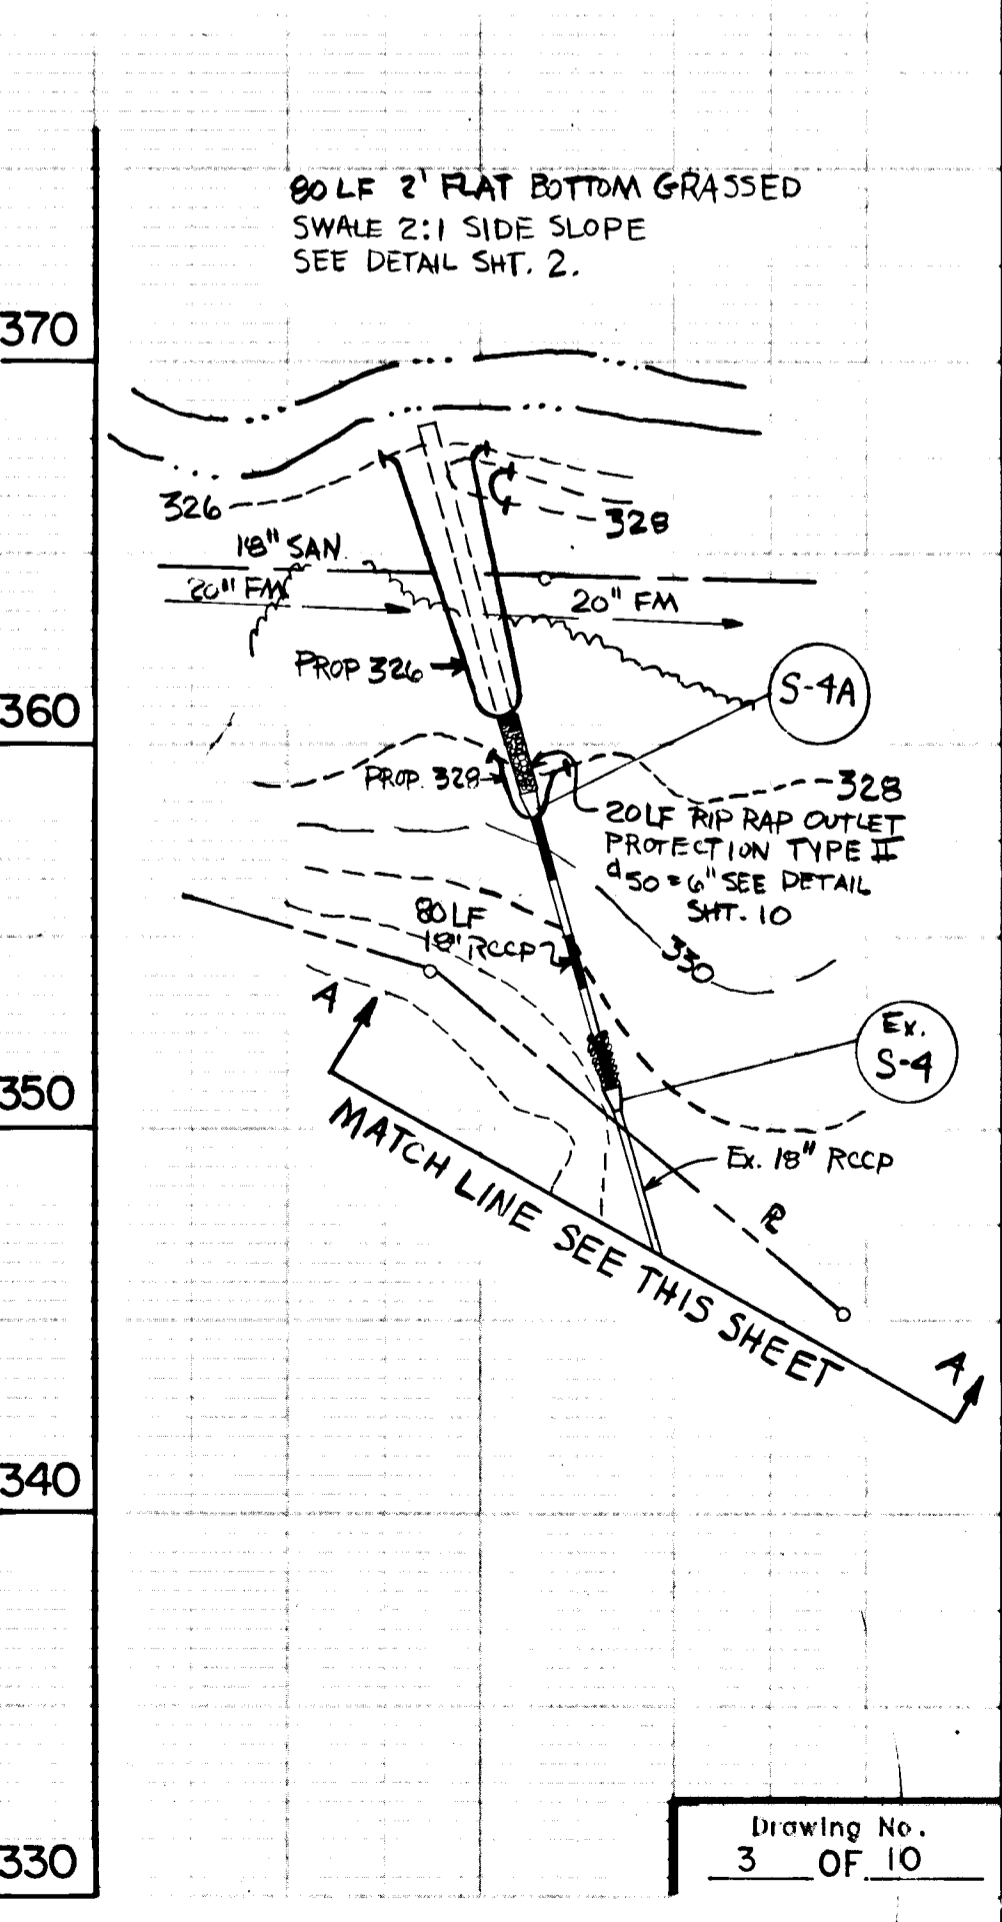 80 LF 2' FLAT BOTTOM GRASSED
SWALE 2:1 SIDE SLOPE
SEE DETAIL SHT. 2.
370
326
328
18" SAN.
20" FM
20" FM
PROP 326
S-4A
360
PROP. 328
328
20 LF RIP RAP OUTLET
PROTECTION TYPE II
d50 = 6" SEE DETAIL
SHT. 10
80 LF
18" RCCP
330
A
Ex.
S-4
350
MATCH LINE SEE THIS SHEET
Ex. 18" RCCP
PL
A
340
330
Drawing No.
3 OF 10